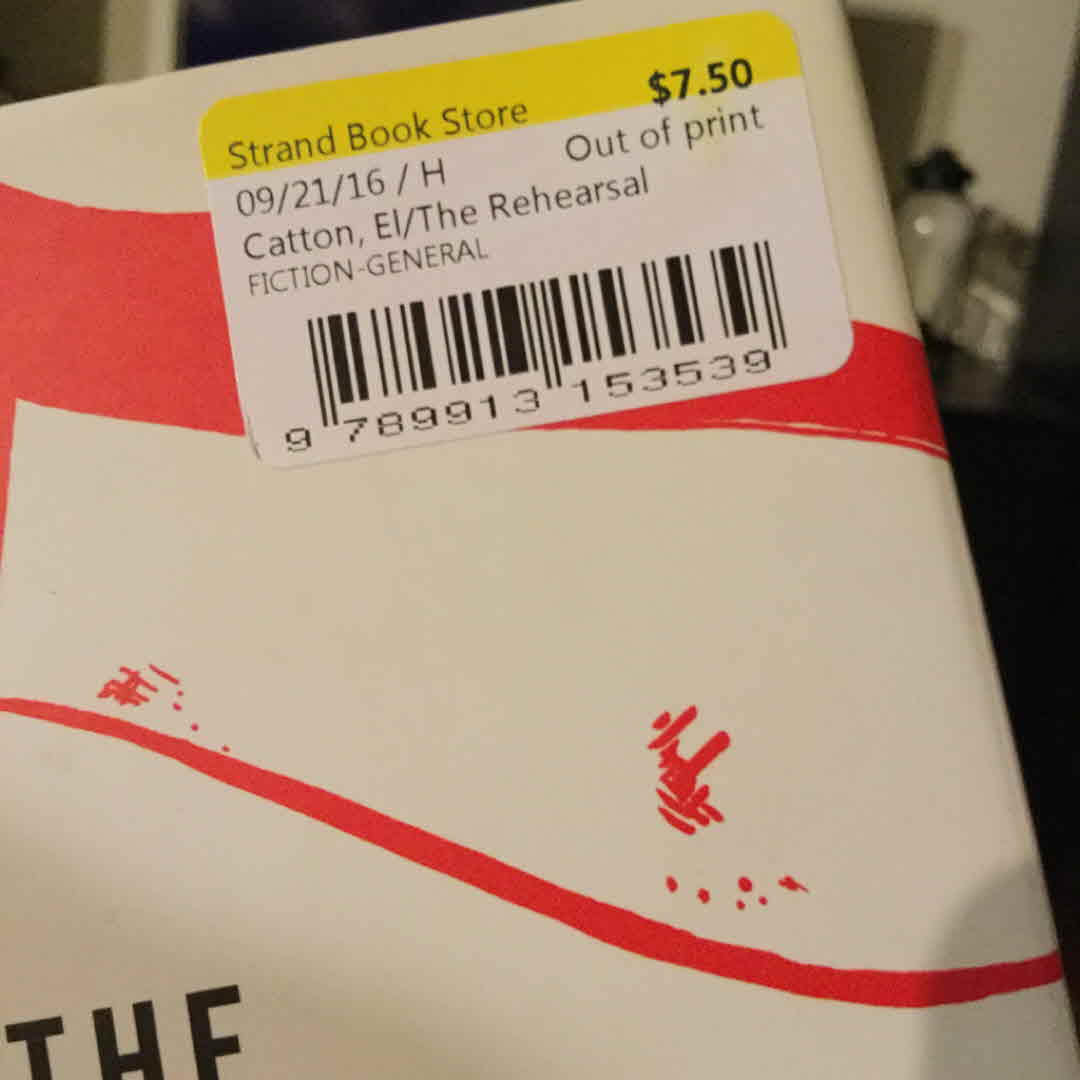 $7.50
Strand Book Store
Out of print
09/21/16 / H
Catton, El/The Rehearsal
FICTION-GENERAL
9 789913 153539
THE